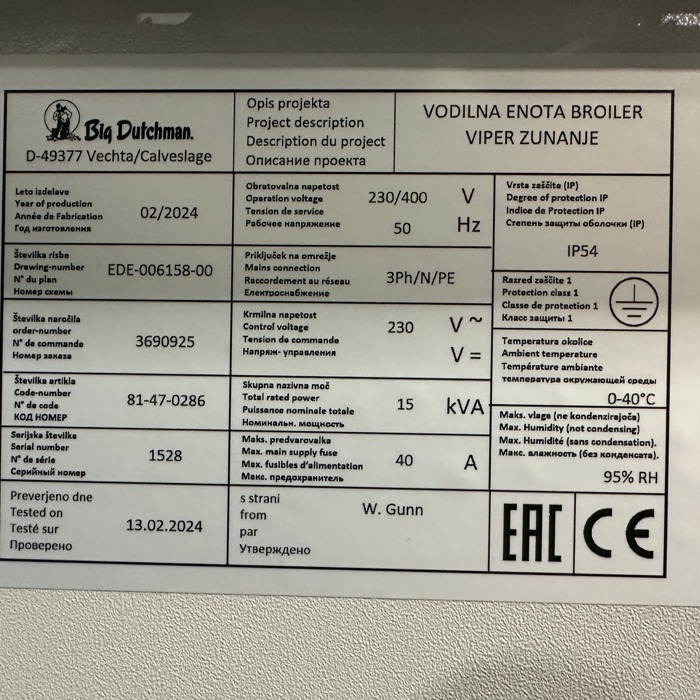 Big Dutchman.
D-49377 Vechta/Calveslage
Opis projekta
Project description
Description du project
Описание проекта
VODILNA ENOTA BROILER
VIPER ZUNANJE
Leto izdelave
Year of production
Année de Fabrication
Год изготовления
02/2024
Obratovalna napetost
Operation voltage
Tension de service
Рабочее напряжение
230/400 V
50 Hz
Vrsta zaščite (IP)
Degree of protection IP
Indice de Protection IP
Степень защиты оболочки (IP)
IP54
Številka risbe
Drawing-number
N° du plan
Номер схемы
EDE-006158-00
Priključek na omrežje
Mains connection
Raccordement au réseau
Електроснабжение
3Ph/N/PE
Razred zaščite 1
Protection class 1
Classe de protection 1
Класс защиты 1
Številka naročila
order-number
N° de commande
Номер заказа
3690925
Krmilna napetost
Control voltage
Tension de commande
Напряж- управления
230 V ~
V =
Temperatura okolice
Ambient temperature
Température ambiante
температура окружающей среды
0-40°C
Številka artikla
Code-number
N° de code
КОД НОМЕР
81-47-0286
Skupna nazivna moč
Total rated power
Puissance nominale totale
Номинальн. мощность
15 kVA
Maks. vlaga (ne kondenzirajoča)
Max. Humidity (not condensing)
Max. Humidité (sans condensation).
Макс. влажность (без конденсата).
95% RH
Serijska številka
Serial number
N° de série
Серийный номер
1528
Maks. predvarovalka
Max. main supply fuse
Max. fusibles d'alimentation
Макс. предохранитель
40 A
Preverjeno dne
Tested on
Testé sur
Проверено
13.02.2024
s strani
from
par
Утверждено
W. Gunn
EAC
CE